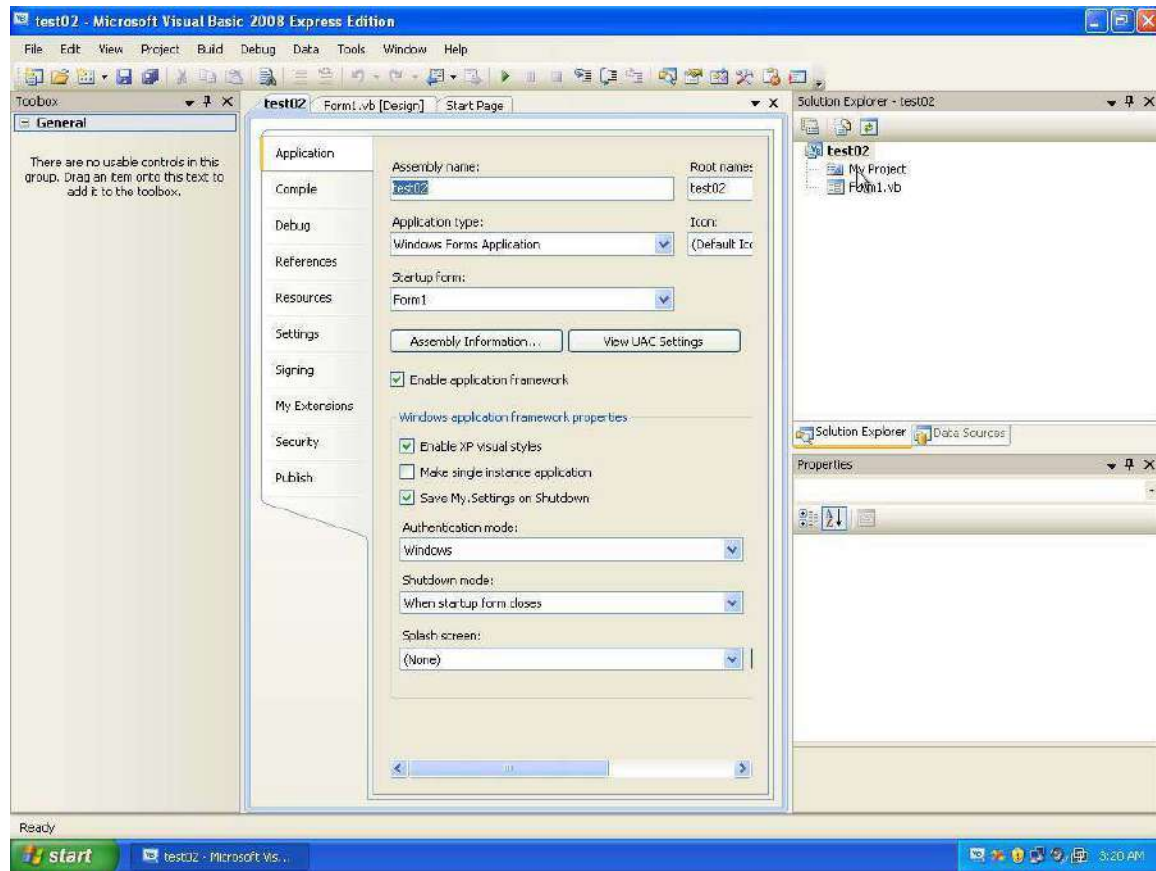 test02 - Microsoft Visual Basic 2008 Express Edition
File Edit View Project Build Debug Data Tools Window Help
Toolbox
test02 Form1.vb [Design] Start Page
Solution Explorer - test02
General
There are no usable controls in this
group. Drag an item onto this text to
add it to the toolbox.
Application
Compile
Debug
References
Resources
Settings
Signing
My Extensions
Security
Publish
Assembly name:
test02
Root names
test02
Application type:
Windows Forms Application
Icon:
(Default Ico
Startup form:
Form1
Assembly Information... View UAC Settings
Enable application framework
Windows application framework properties
Enable XP visual styles
Make single instance application
Save My.Settings on Shutdown
Authentication mode:
Windows
Shutdown mode:
When startup form closes
Splash screen:
(None)
test02
My Project
Form1.vb
Solution Explorer Data Sources
Properties
Ready
start test02 - Microsoft Vis... 3:20 AM